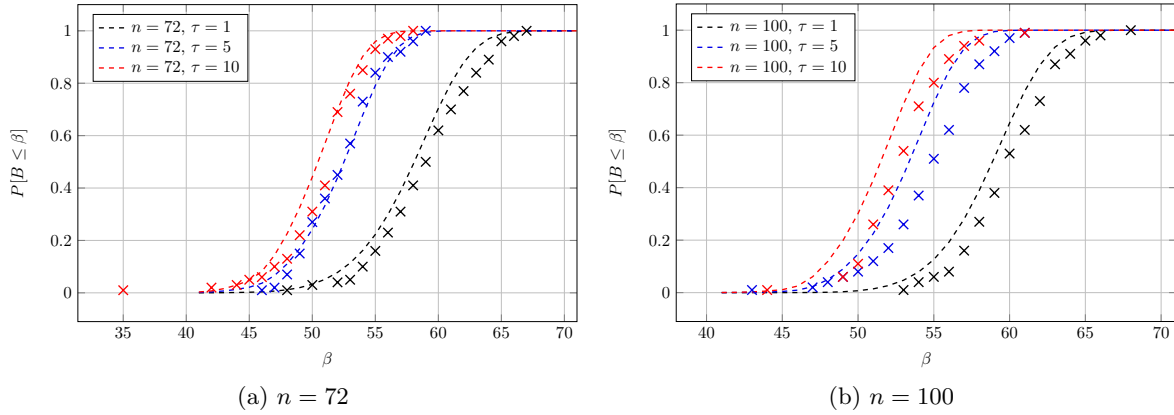 n = 72, τ = 1
n = 72, τ = 5
n = 72, τ = 10
1
0.8
0.6
0.4
0.2
0
P[B ≤ β]
35 40 45 50 55 60 65 70
β
(a) n = 72
n = 100, τ = 1
n = 100, τ = 5
n = 100, τ = 10
1
0.8
0.6
0.4
0.2
0
P[B ≤ β]
40 45 50 55 60 65 70
β
(b) n = 100